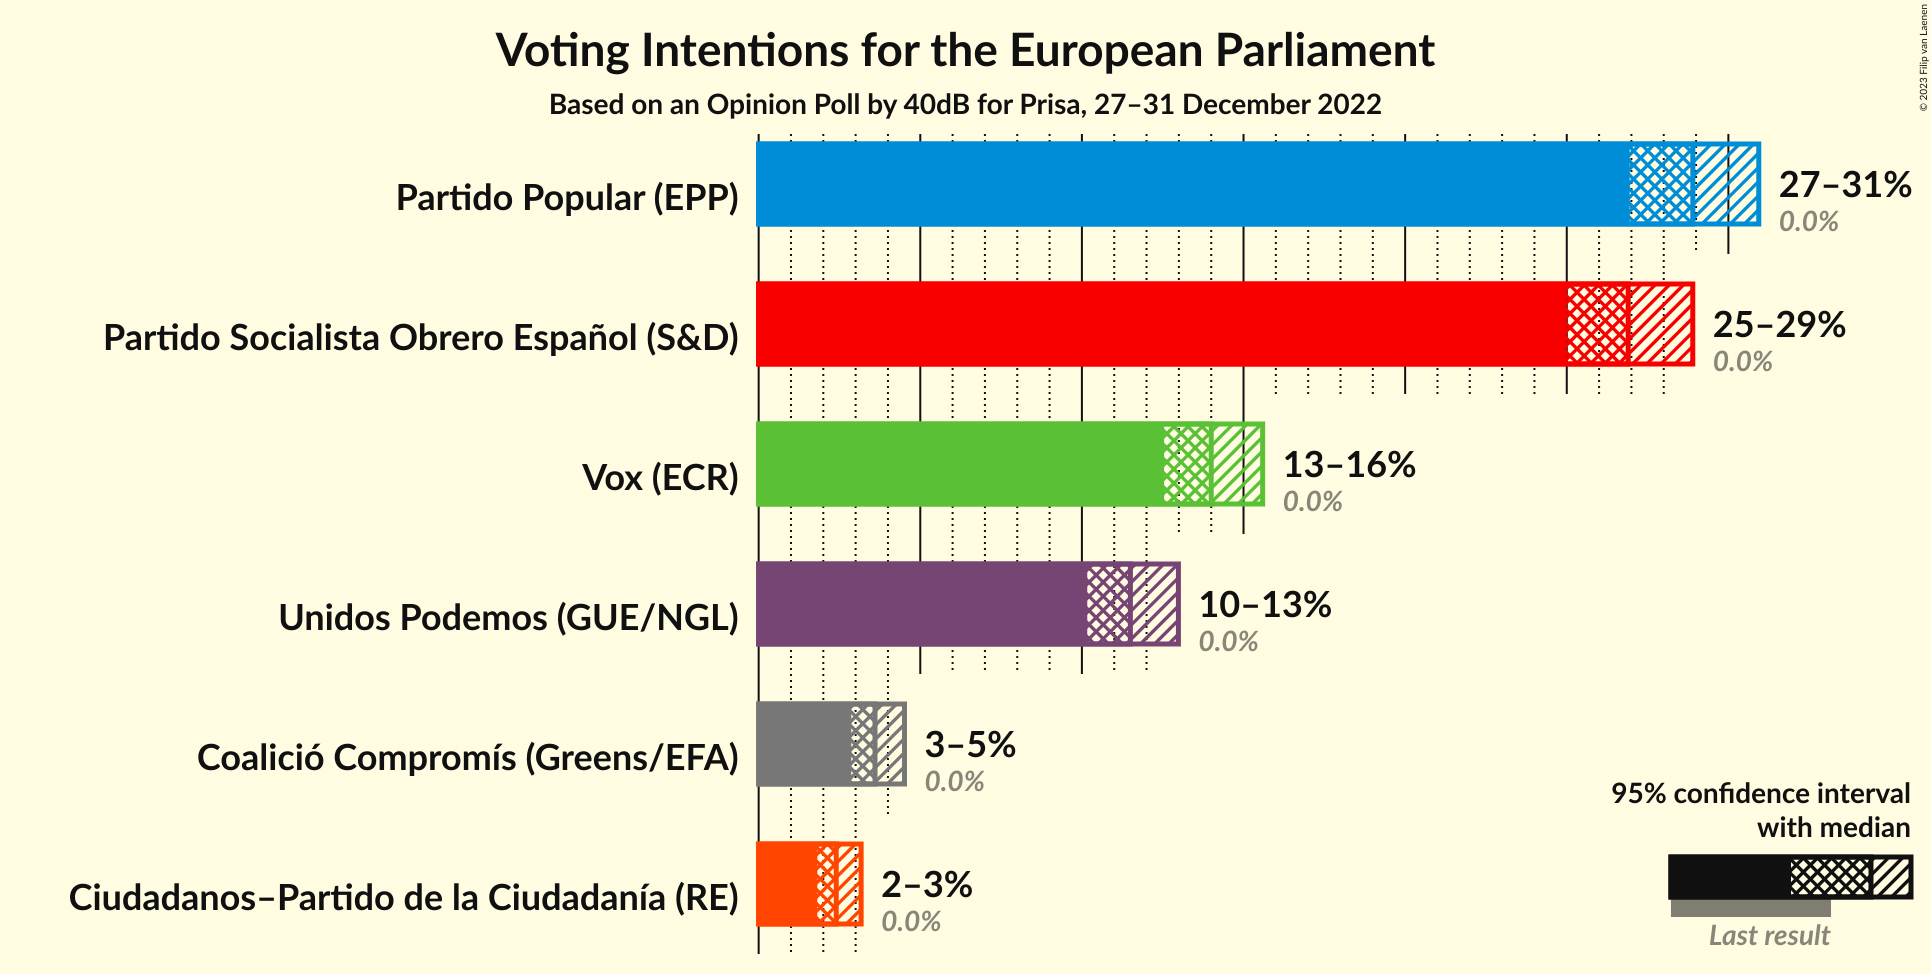 Voting Intentions for the European Parliament
Based on an Opinion Poll by 40dB for Prisa, 27–31 December 2022
© 2023 Filip van Laenen
Partido Popular (EPP)
27–31%
0.0%
Partido Socialista Obrero Español (S&D)
25–29%
0.0%
Vox (ECR)
13–16%
0.0%
Unidos Podemos (GUE/NGL)
10–13%
0.0%
Coalició Compromís (Greens/EFA)
3–5%
0.0%
Ciudadanos–Partido de la Ciudadanía (RE)
2–3%
0.0%
95% confidence interval
with median
Last result